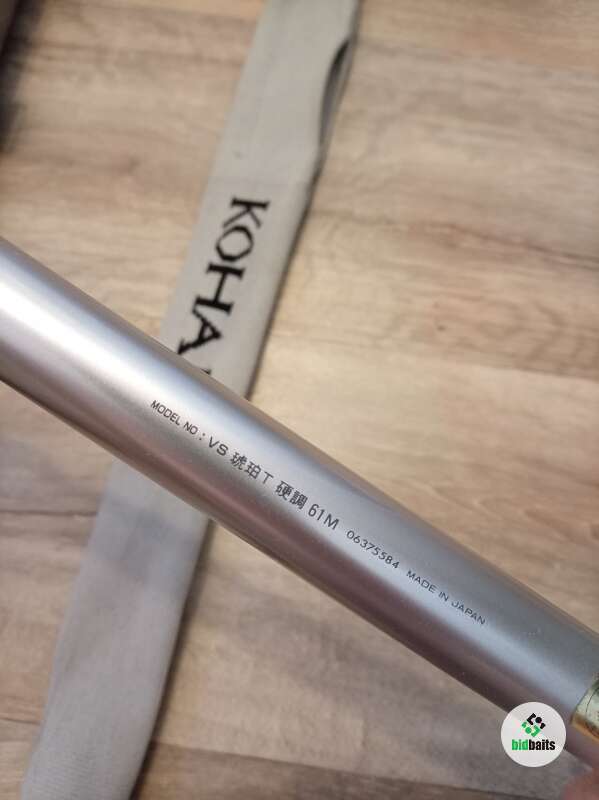 KOHA
MODEL NO : VS 琥珀T 硬調 61M 06375584 MADE IN JAPAN
bidbaits